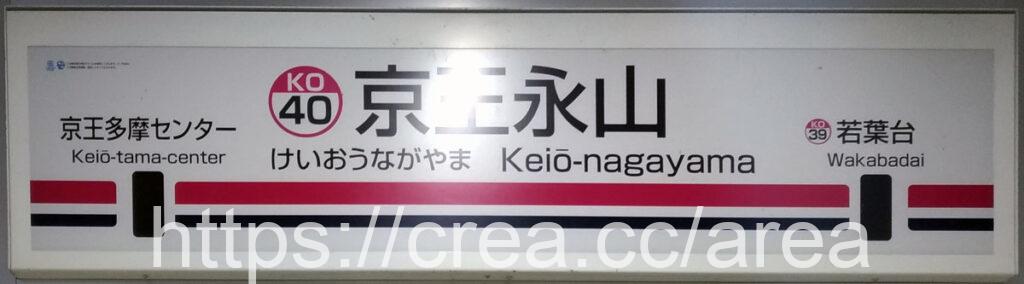 KO
40
京王永山
けいおうながやま Keiō-nagayama
京王多摩センター
Keiō-tama-center
KO
39
若葉台
Wakabadai
https://crea.cc/area